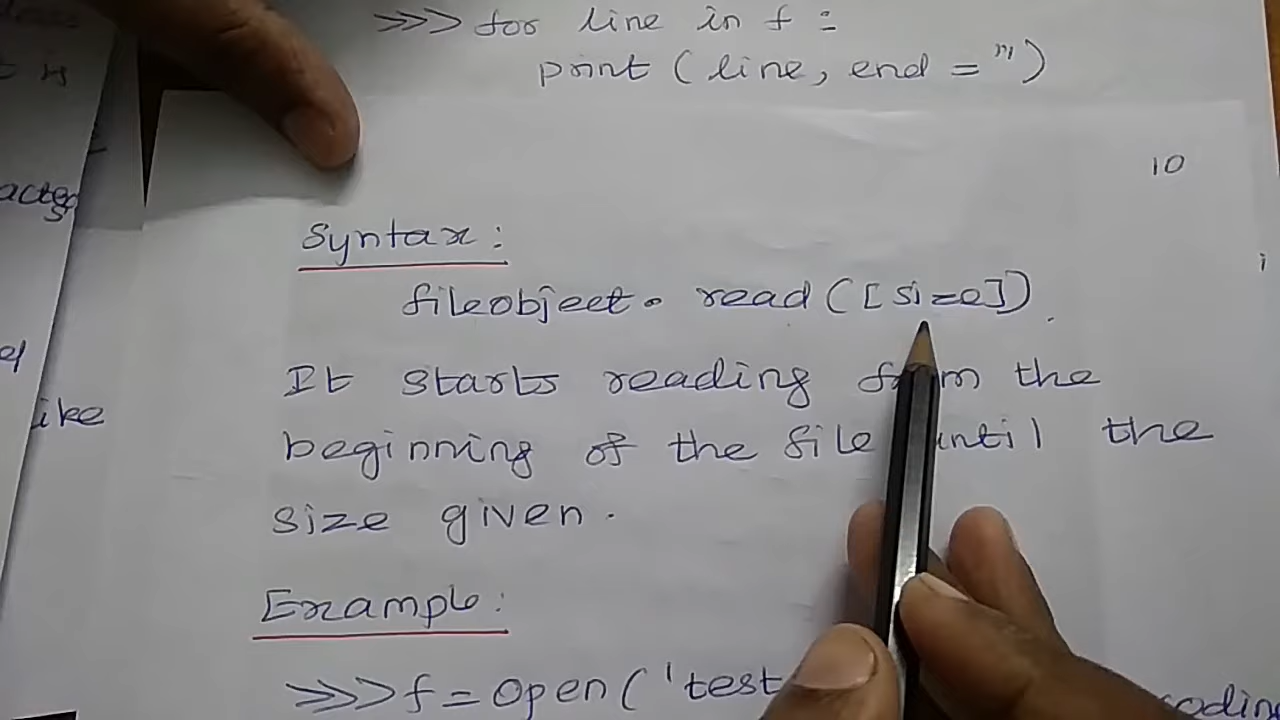 >>> for line in f :
print (line, end = '')
10
Syntax:
fileobject. read ([size]).
It starts reading from the
beginning of the file until the
size given.
Example:
>>> f = open ('test